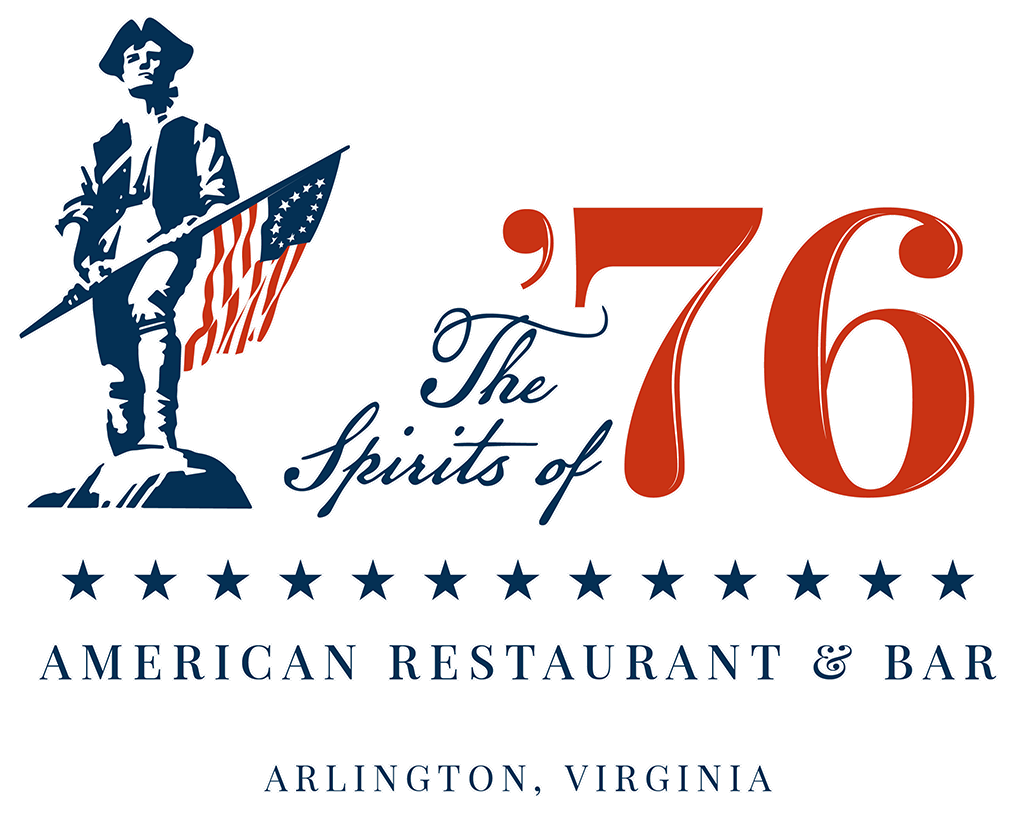 The
Spirits of ’76
AMERICAN RESTAURANT & BAR
ARLINGTON, VIRGINIA